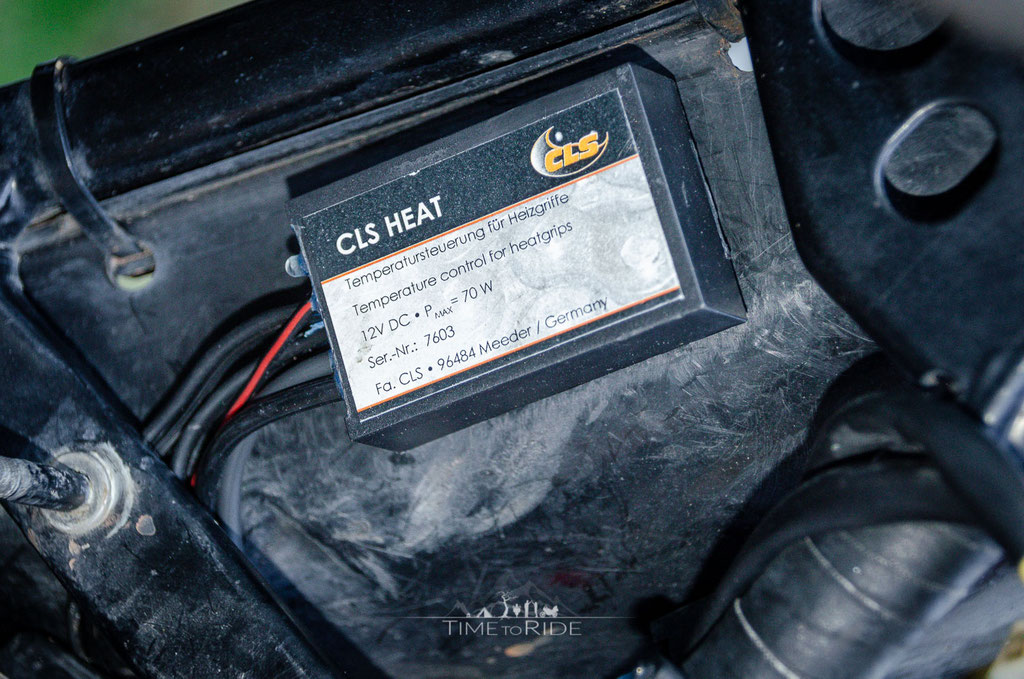 CLS
CLS HEAT
Temperatursteuerung für Heizgriffe
Temperature control for heatgrips
12V DC • PMAX = 70 W
Ser.-Nr.: 7603
Fa. CLS • 96484 Meeder / Germany
TIME TO RIDE